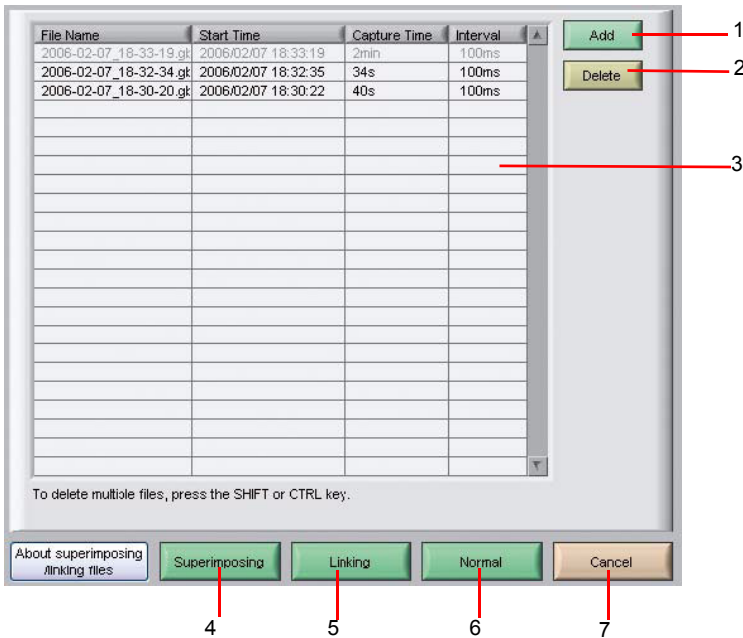 File Name Start Time Capture Time Interval
2006-02-07_18-33-19.gb 2006/02/07 18:33:19 2min 100ms
2006-02-07_18-32-34.gb 2006/02/07 18:32:35 34s 100ms
2006-02-07_18-30-20.gb 2006/02/07 18:30:22 40s 100ms
Add 1
Delete 2
3
To delete multiple files, press the SHIFT or CTRL key.
About superimposing
/linking files
Superimposing
Linking
Normal
Cancel
4 5 6 7